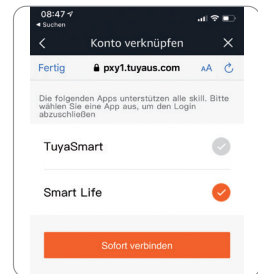 08:47
Suchen
Konto verknüpfen
Fertig pxy1.tuyaus.com AA
Die folgenden Apps unterstützen alle skill. Bitte
wählen Sie eine App aus, um den Login
abzuschließen
TuyaSmart
Smart Life
Sofort verbinden